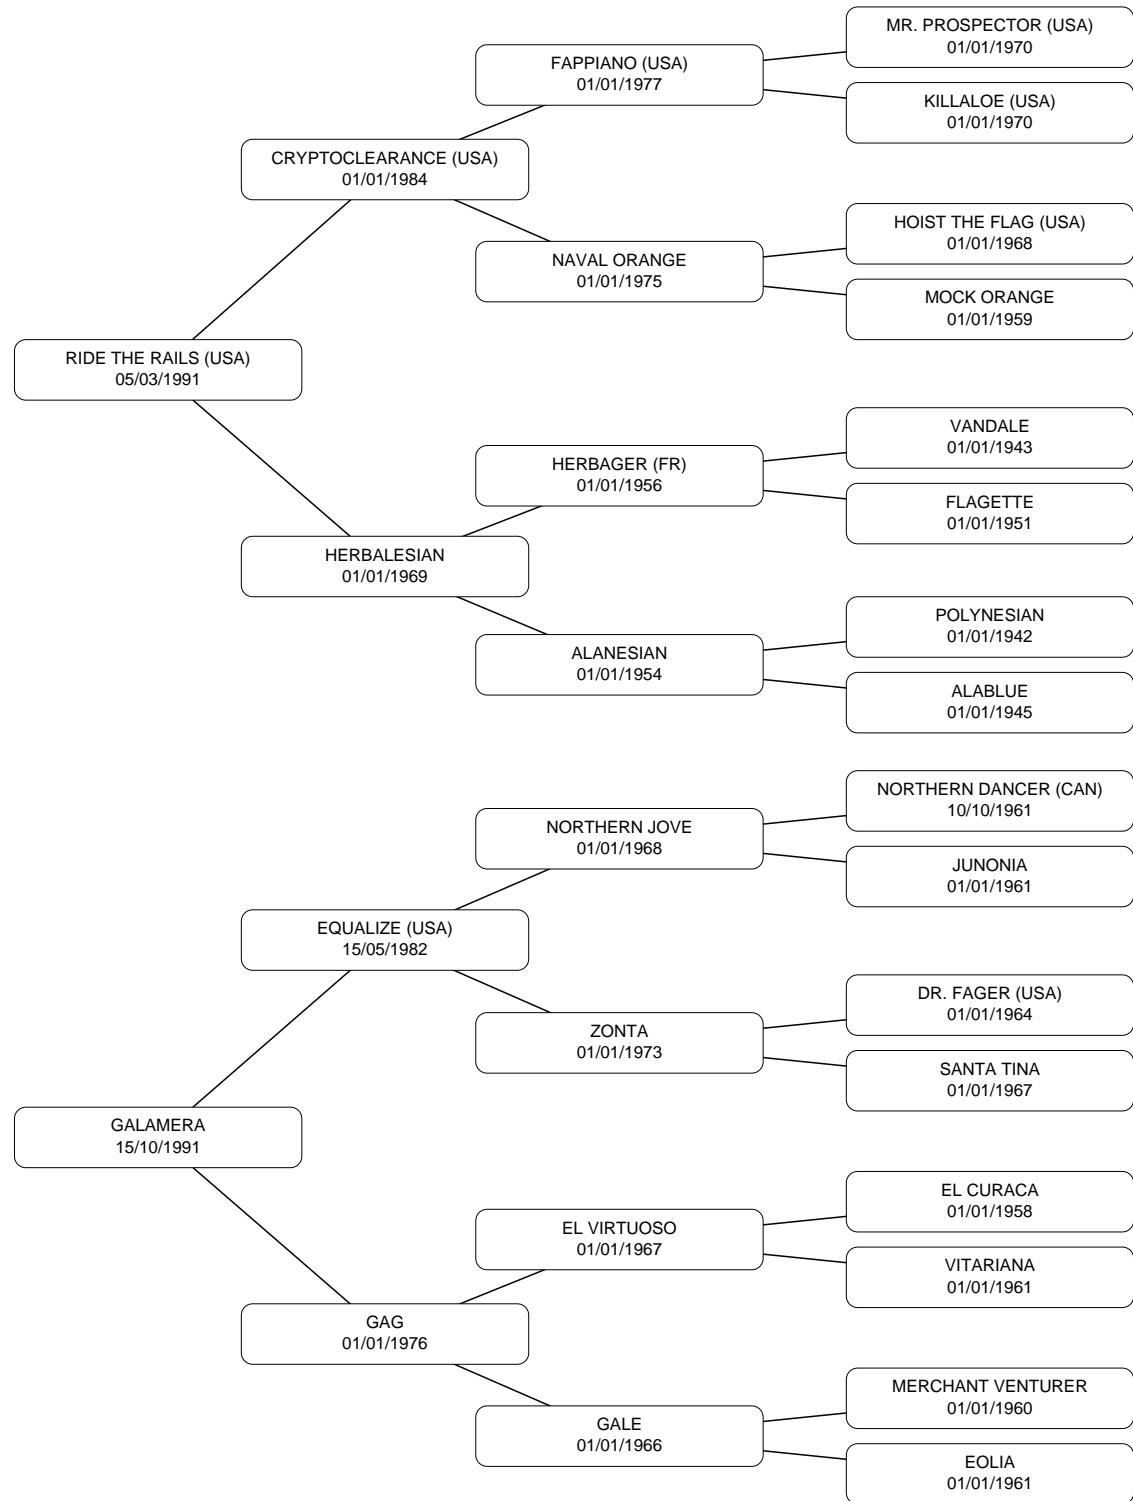 MR. PROSPECTOR (USA)
01/01/1970
FAPPIANO (USA)
01/01/1977
KILLALOE (USA)
01/01/1970
CRYPTOCLEARANCE (USA)
01/01/1984
HOIST THE FLAG (USA)
01/01/1968
NAVAL ORANGE
01/01/1975
MOCK ORANGE
01/01/1959
RIDE THE RAILS (USA)
05/03/1991
VANDALE
01/01/1943
HERBAGER (FR)
01/01/1956
FLAGETTE
01/01/1951
HERBALESIAN
01/01/1969
POLYNESIAN
01/01/1942
ALANESIAN
01/01/1954
ALABLUE
01/01/1945
NORTHERN DANCER (CAN)
10/10/1961
NORTHERN JOVE
01/01/1968
JUNONIA
01/01/1961
EQUALIZE (USA)
15/05/1982
DR. FAGER (USA)
01/01/1964
ZONTA
01/01/1973
SANTA TINA
01/01/1967
GALAMERA
15/10/1991
EL CURACA
01/01/1958
EL VIRTUOSO
01/01/1967
VITARIANA
01/01/1961
GAG
01/01/1976
MERCHANT VENTURER
01/01/1960
GALE
01/01/1966
EOLIA
01/01/1961